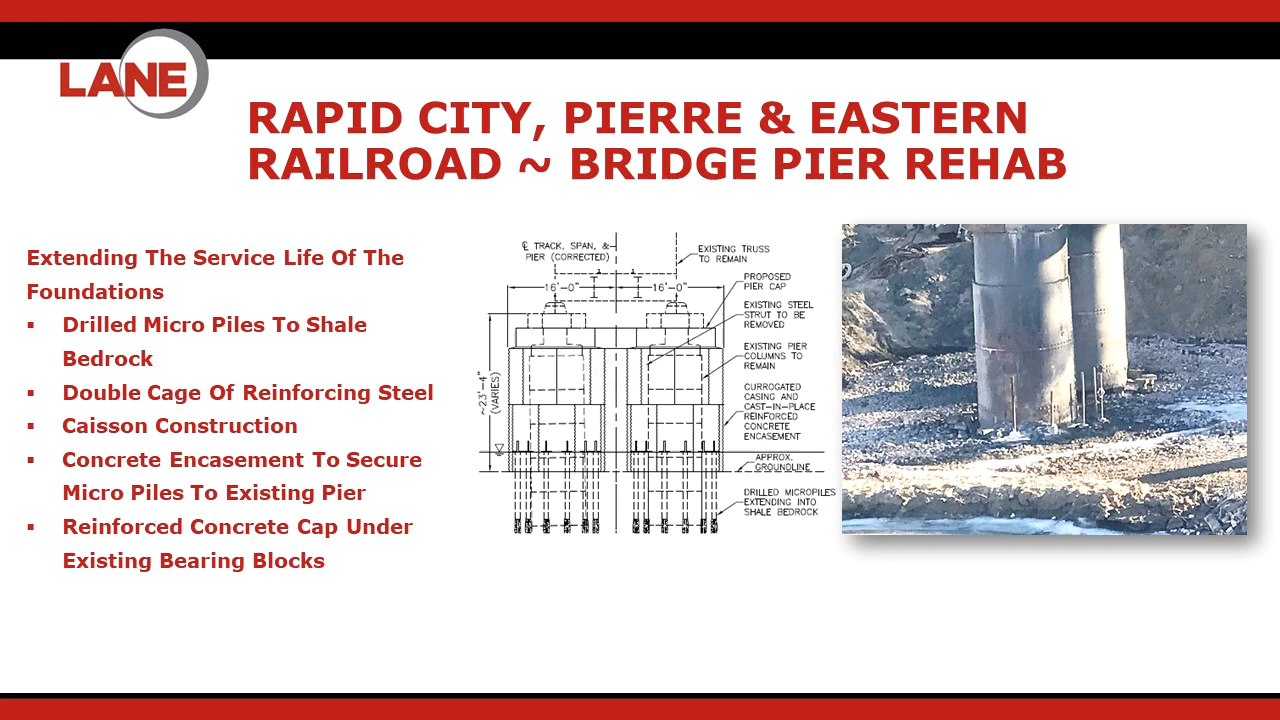 LANE
RAPID CITY, PIERRE & EASTERN
RAILROAD ~ BRIDGE PIER REHAB
Extending The Service Life Of The
Foundations
▪ Drilled Micro Piles To Shale
Bedrock
▪ Double Cage Of Reinforcing Steel
▪ Caisson Construction
▪ Concrete Encasement To Secure
Micro Piles To Existing Pier
▪ Reinforced Concrete Cap Under
Existing Bearing Blocks
℄ TRACK, SPAN, &
PIER (CORRECTED)
EXISTING TRUSS
TO REMAIN
16'-0"
16'-0"
PROPOSED
PIER CAP
EXISTING STEEL
STRUT TO BE
REMOVED
EXISTING PIER
COLUMNS TO
REMAIN
~23'-4"
(VARIES)
CURROGATED
CASING AND
CAST-IN-PLACE
REINFORCED
CONCRETE
ENCASEMENT
APPROX.
GROUNDLINE
DRILLED MICROPILES
EXTENDING INTO
SHALE BEDROCK